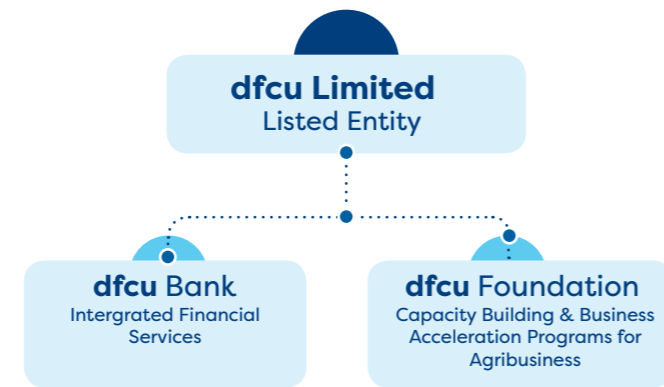 dfcu Limited
Listed Entity
dfcu Bank
Intergrated Financial
Services
dfcu Foundation
Capacity Building & Business
Acceleration Programs for
Agribusiness